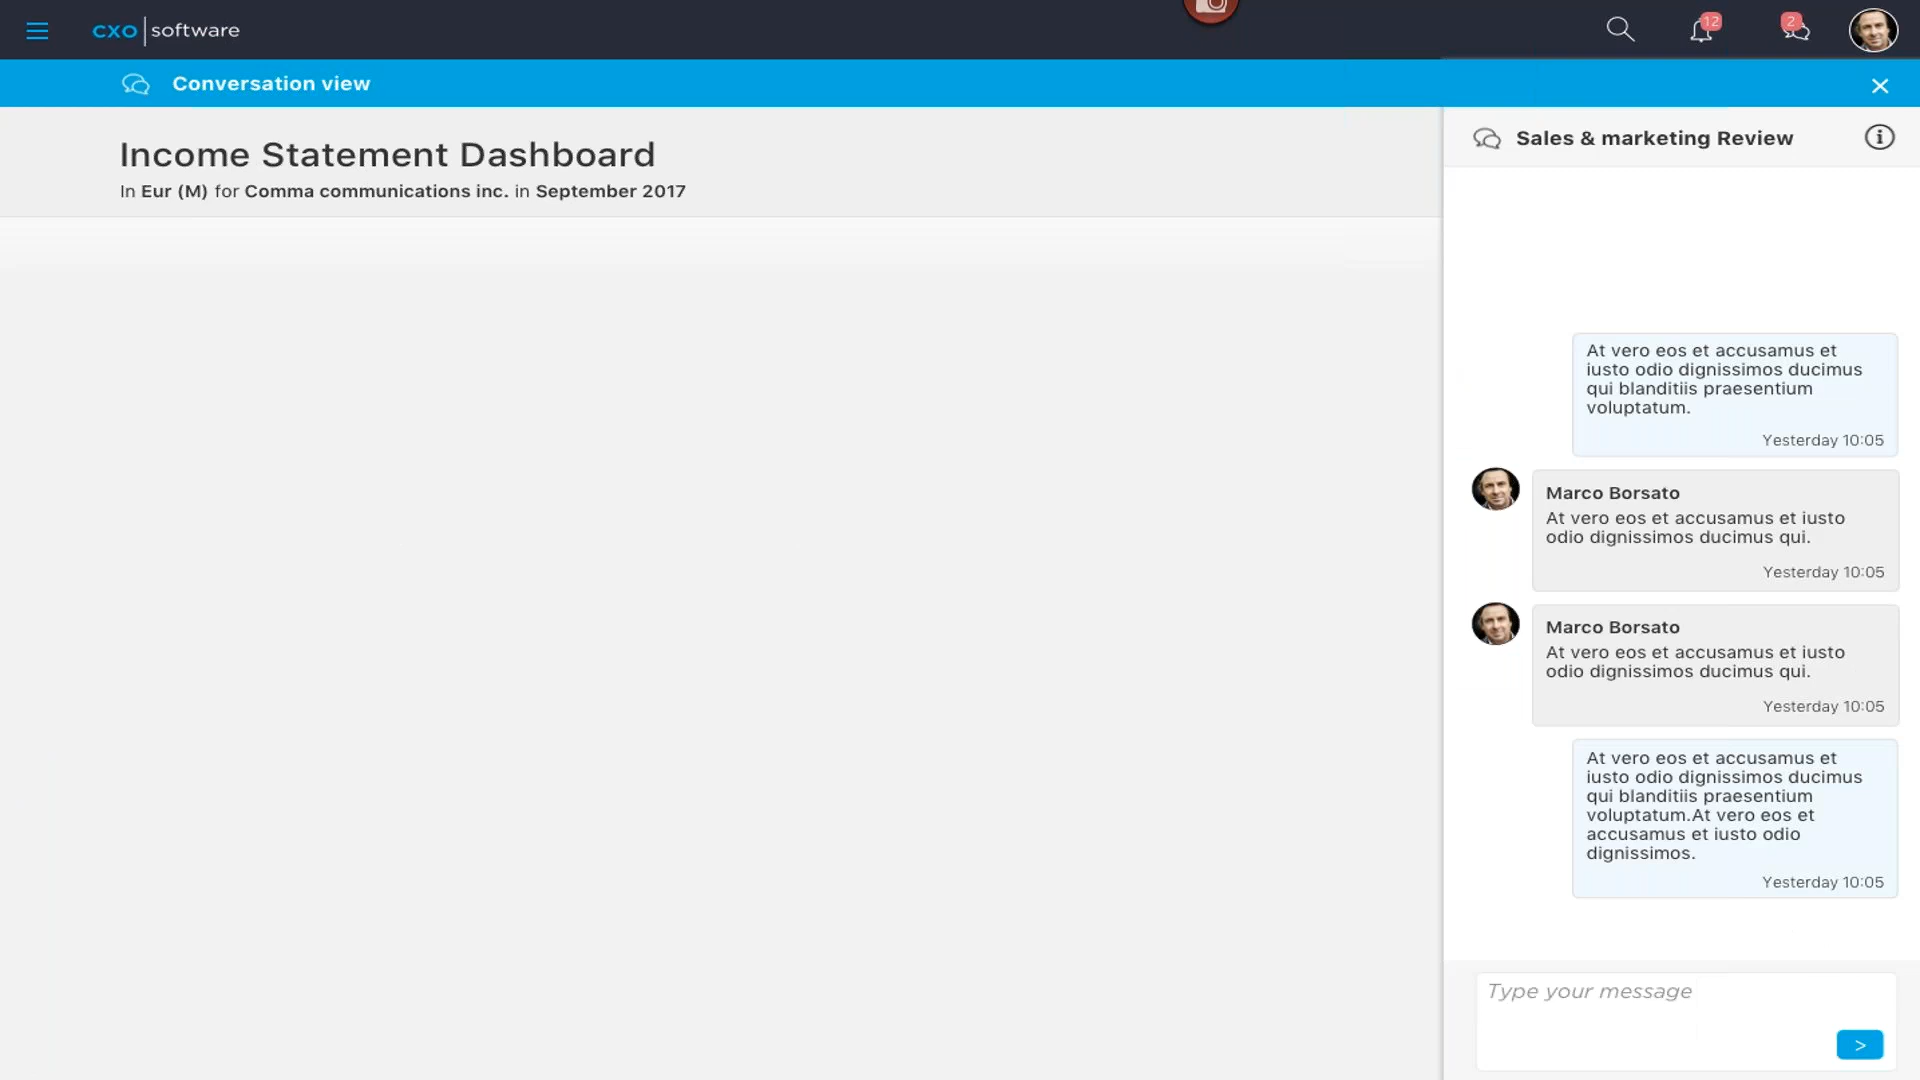 cxo software
12
2
Conversation view
Income Statement Dashboard
In Eur (M) for Comma communications inc. in September 2017
Sales & marketing Review
At vero eos et accusamus et
iusto odio dignissimos ducimus
qui blanditiis praesentium
voluptatum.
Yesterday 10:05
Marco Borsato
At vero eos et accusamus et iusto
odio dignissimos ducimus qui.
Yesterday 10:05
Marco Borsato
At vero eos et accusamus et iusto
odio dignissimos ducimus qui.
Yesterday 10:05
At vero eos et accusamus et
iusto odio dignissimos ducimus
qui blanditiis praesentium
voluptatum.At vero eos et
accusamus et iusto odio
dignissimos.
Yesterday 10:05
Type your message
>